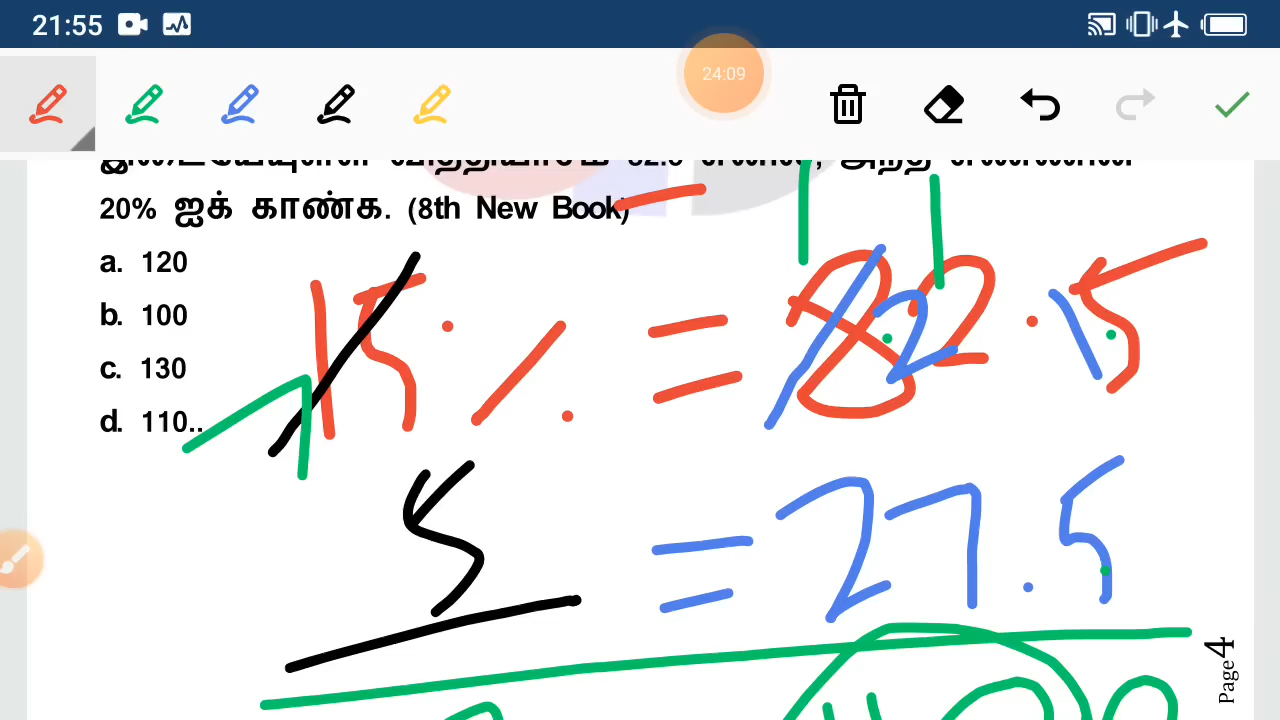 21:55
24:09
20% ஐக் காண்க. (8th New Book)
a. 120
b. 100
c. 130
d. 110..
15 % = 82.5
5 = 27.5
Page 4